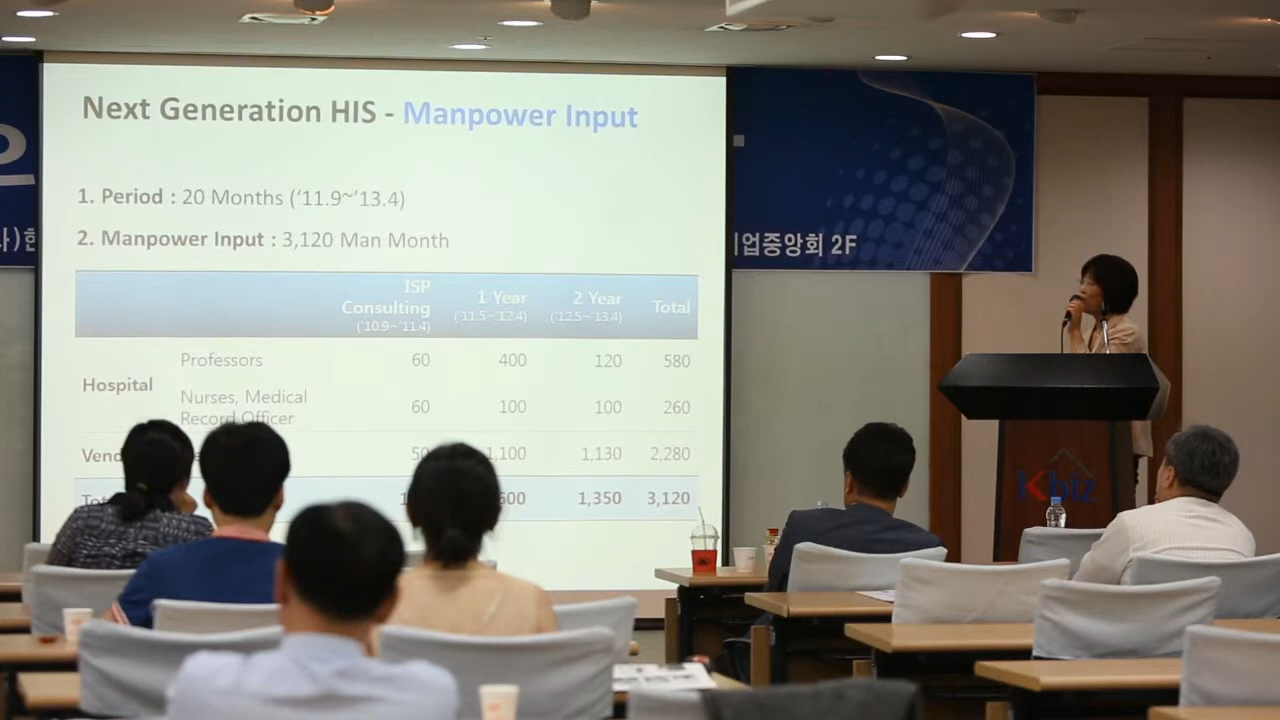 Next Generation HIS - Manpower Input
1. Period : 20 Months ('11.9~'13.4)
2. Manpower Input : 3,120 Man Month
ISP Consulting ('10.9~'11.4) 1 Year ('11.5~'12.4) 2 Year ('12.5~'13.4) Total
Hospital
Professors 60 400 120 580
Nurses, Medical Record Officer 60 100 100 260
50 1,100 1,130 2,280
1,350 3,120
업중앙회 2F
Kbiz